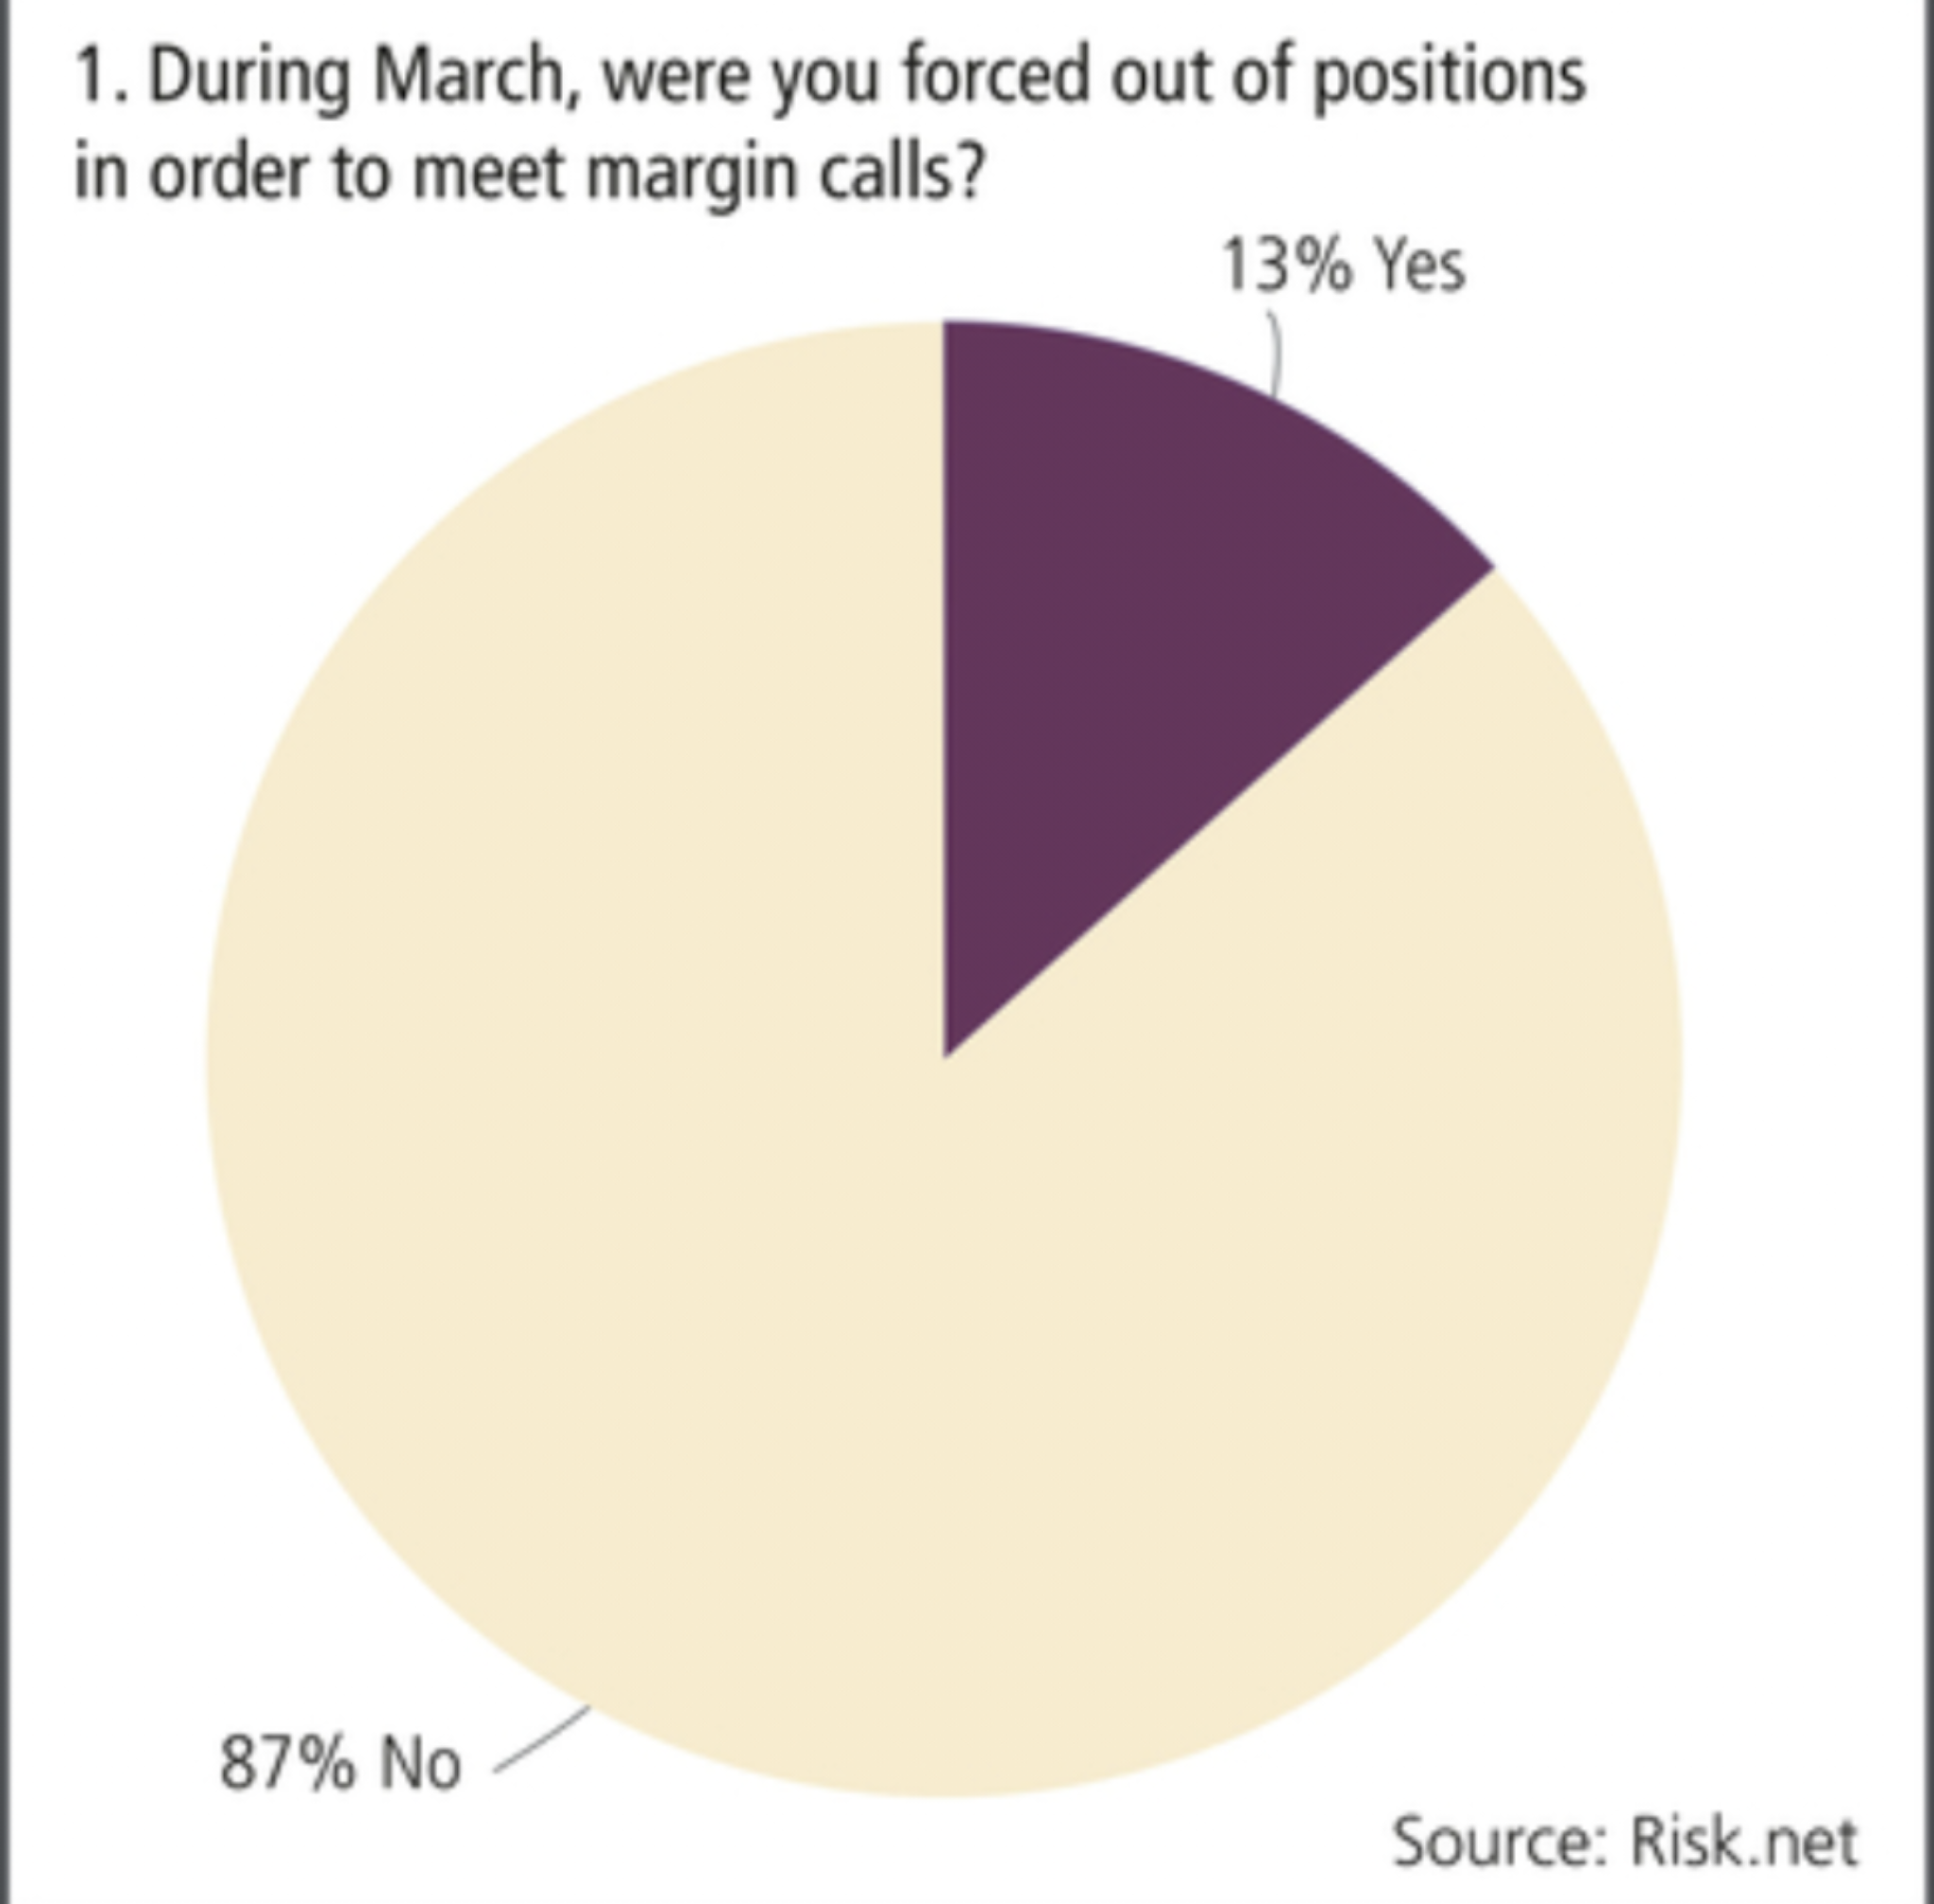 1. During March, were you forced out of positions
in order to meet margin calls?
13% Yes
87% No
Source: Risk.net